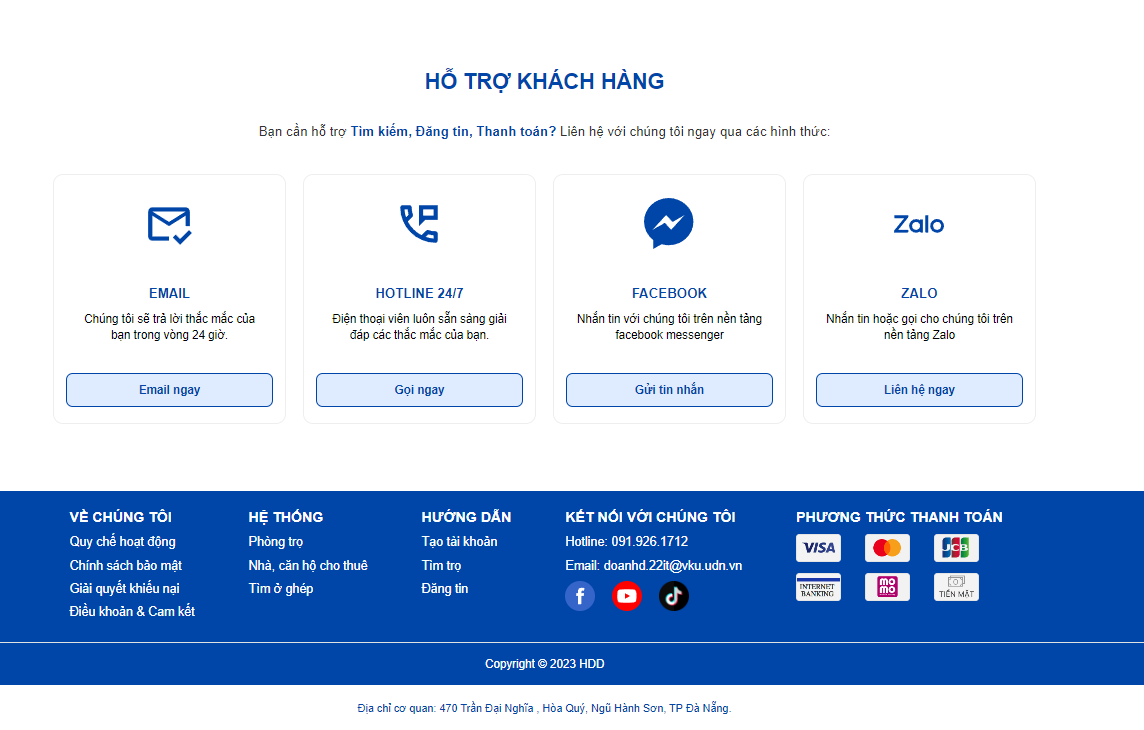 HỖ TRỢ KHÁCH HÀNG
Bạn cần hỗ trợ Tìm kiếm, Đăng tin, Thanh toán? Liên hệ với chúng tôi ngay qua các hình thức:
Zalo
EMAIL
Chúng tôi sẽ trả lời thắc mắc của
bạn trong vòng 24 giờ.
Email ngay
HOTLINE 24/7
Điện thoại viên luôn sẵn sàng giải
đáp các thắc mắc của bạn.
Gọi ngay
FACEBOOK
Nhắn tin với chúng tôi trên nền tảng
facebook messenger
Gửi tin nhắn
ZALO
Nhắn tin hoặc gọi cho chúng tôi trên
nền tảng Zalo
Liên hệ ngay
VỀ CHÚNG TÔI
Quy chế hoạt động
Chính sách bảo mật
Giải quyết khiếu nại
Điều khoản & Cam kết
HỆ THỐNG
Phòng trọ
Nhà, căn hộ cho thuê
Tìm ở ghép
HƯỚNG DẪN
Tạo tài khoản
Tìm trọ
Đăng tin
KẾT NỐI VỚI CHÚNG TÔI
Hotline: 091.926.1712
Email: doanhd.22it@vku.udn.vn
PHƯƠNG THỨC THANH TOÁN
VISA
JCB
INTERNET
BANKING
mo
mo
TIỀN MẶT
Copyright © 2023 HDD
Địa chỉ cơ quan: 470 Trần Đại Nghĩa , Hòa Quý, Ngũ Hành Sơn, TP Đà Nẵng.